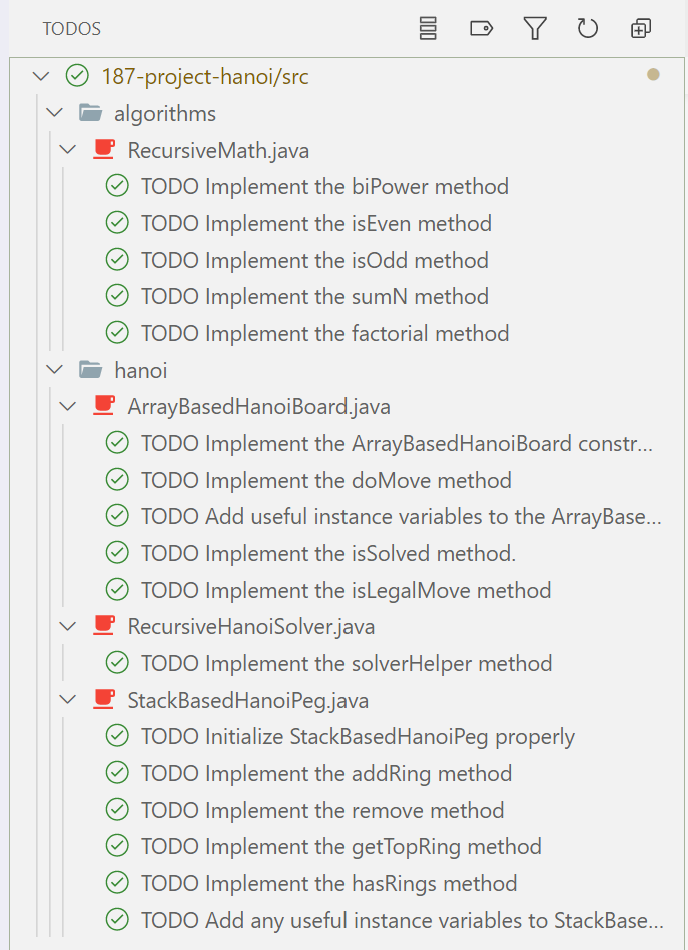 TODOS
187-project-hanoi/src
algorithms
RecursiveMath.java
TODO Implement the biPower method
TODO Implement the isEven method
TODO Implement the isOdd method
TODO Implement the sumN method
TODO Implement the factorial method
hanoi
ArrayBasedHanoiBoard.java
TODO Implement the ArrayBasedHanoiBoard constr...
TODO Implement the doMove method
TODO Add useful instance variables to the ArrayBase...
TODO Implement the isSolved method.
TODO Implement the isLegalMove method
RecursiveHanoiSolver.java
TODO Implement the solverHelper method
StackBasedHanoiPeg.java
TODO Initialize StackBasedHanoiPeg properly
TODO Implement the addRing method
TODO Implement the remove method
TODO Implement the getTopRing method
TODO Implement the hasRings method
TODO Add any useful instance variables to StackBase...